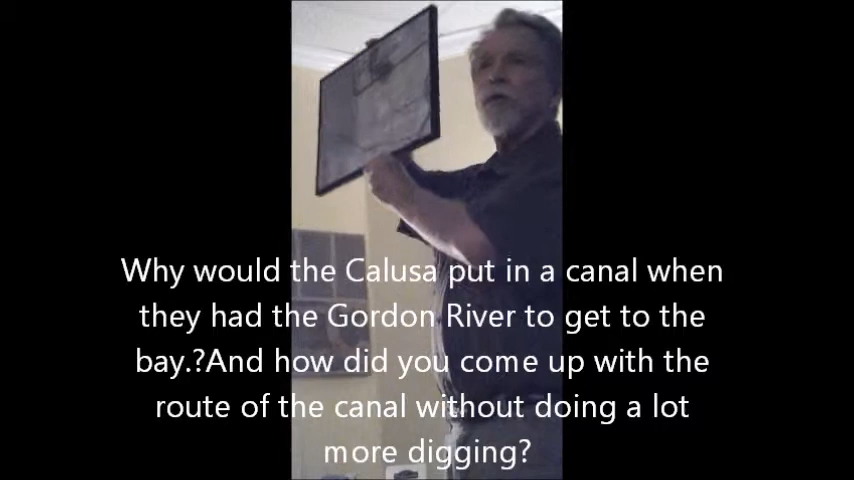 Why would the Calusa put in a canal when
they had the Gordon River to get to the
bay.?And how did you come up with the
route of the canal without doing a lot
more digging?